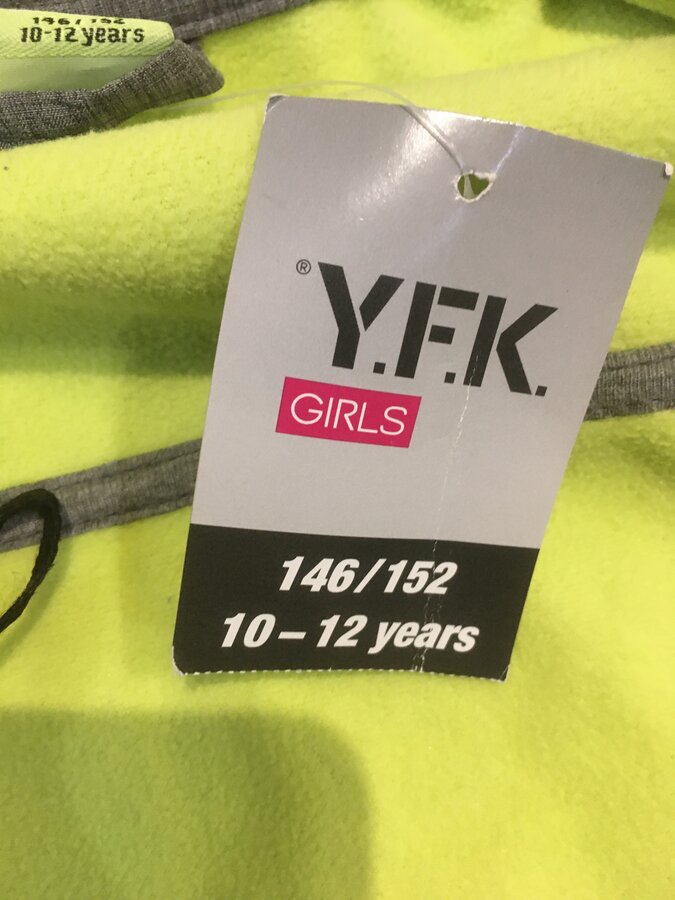 146/152
10-12 years
® Y.F.K.
GIRLS
146/152
10 – 12 years